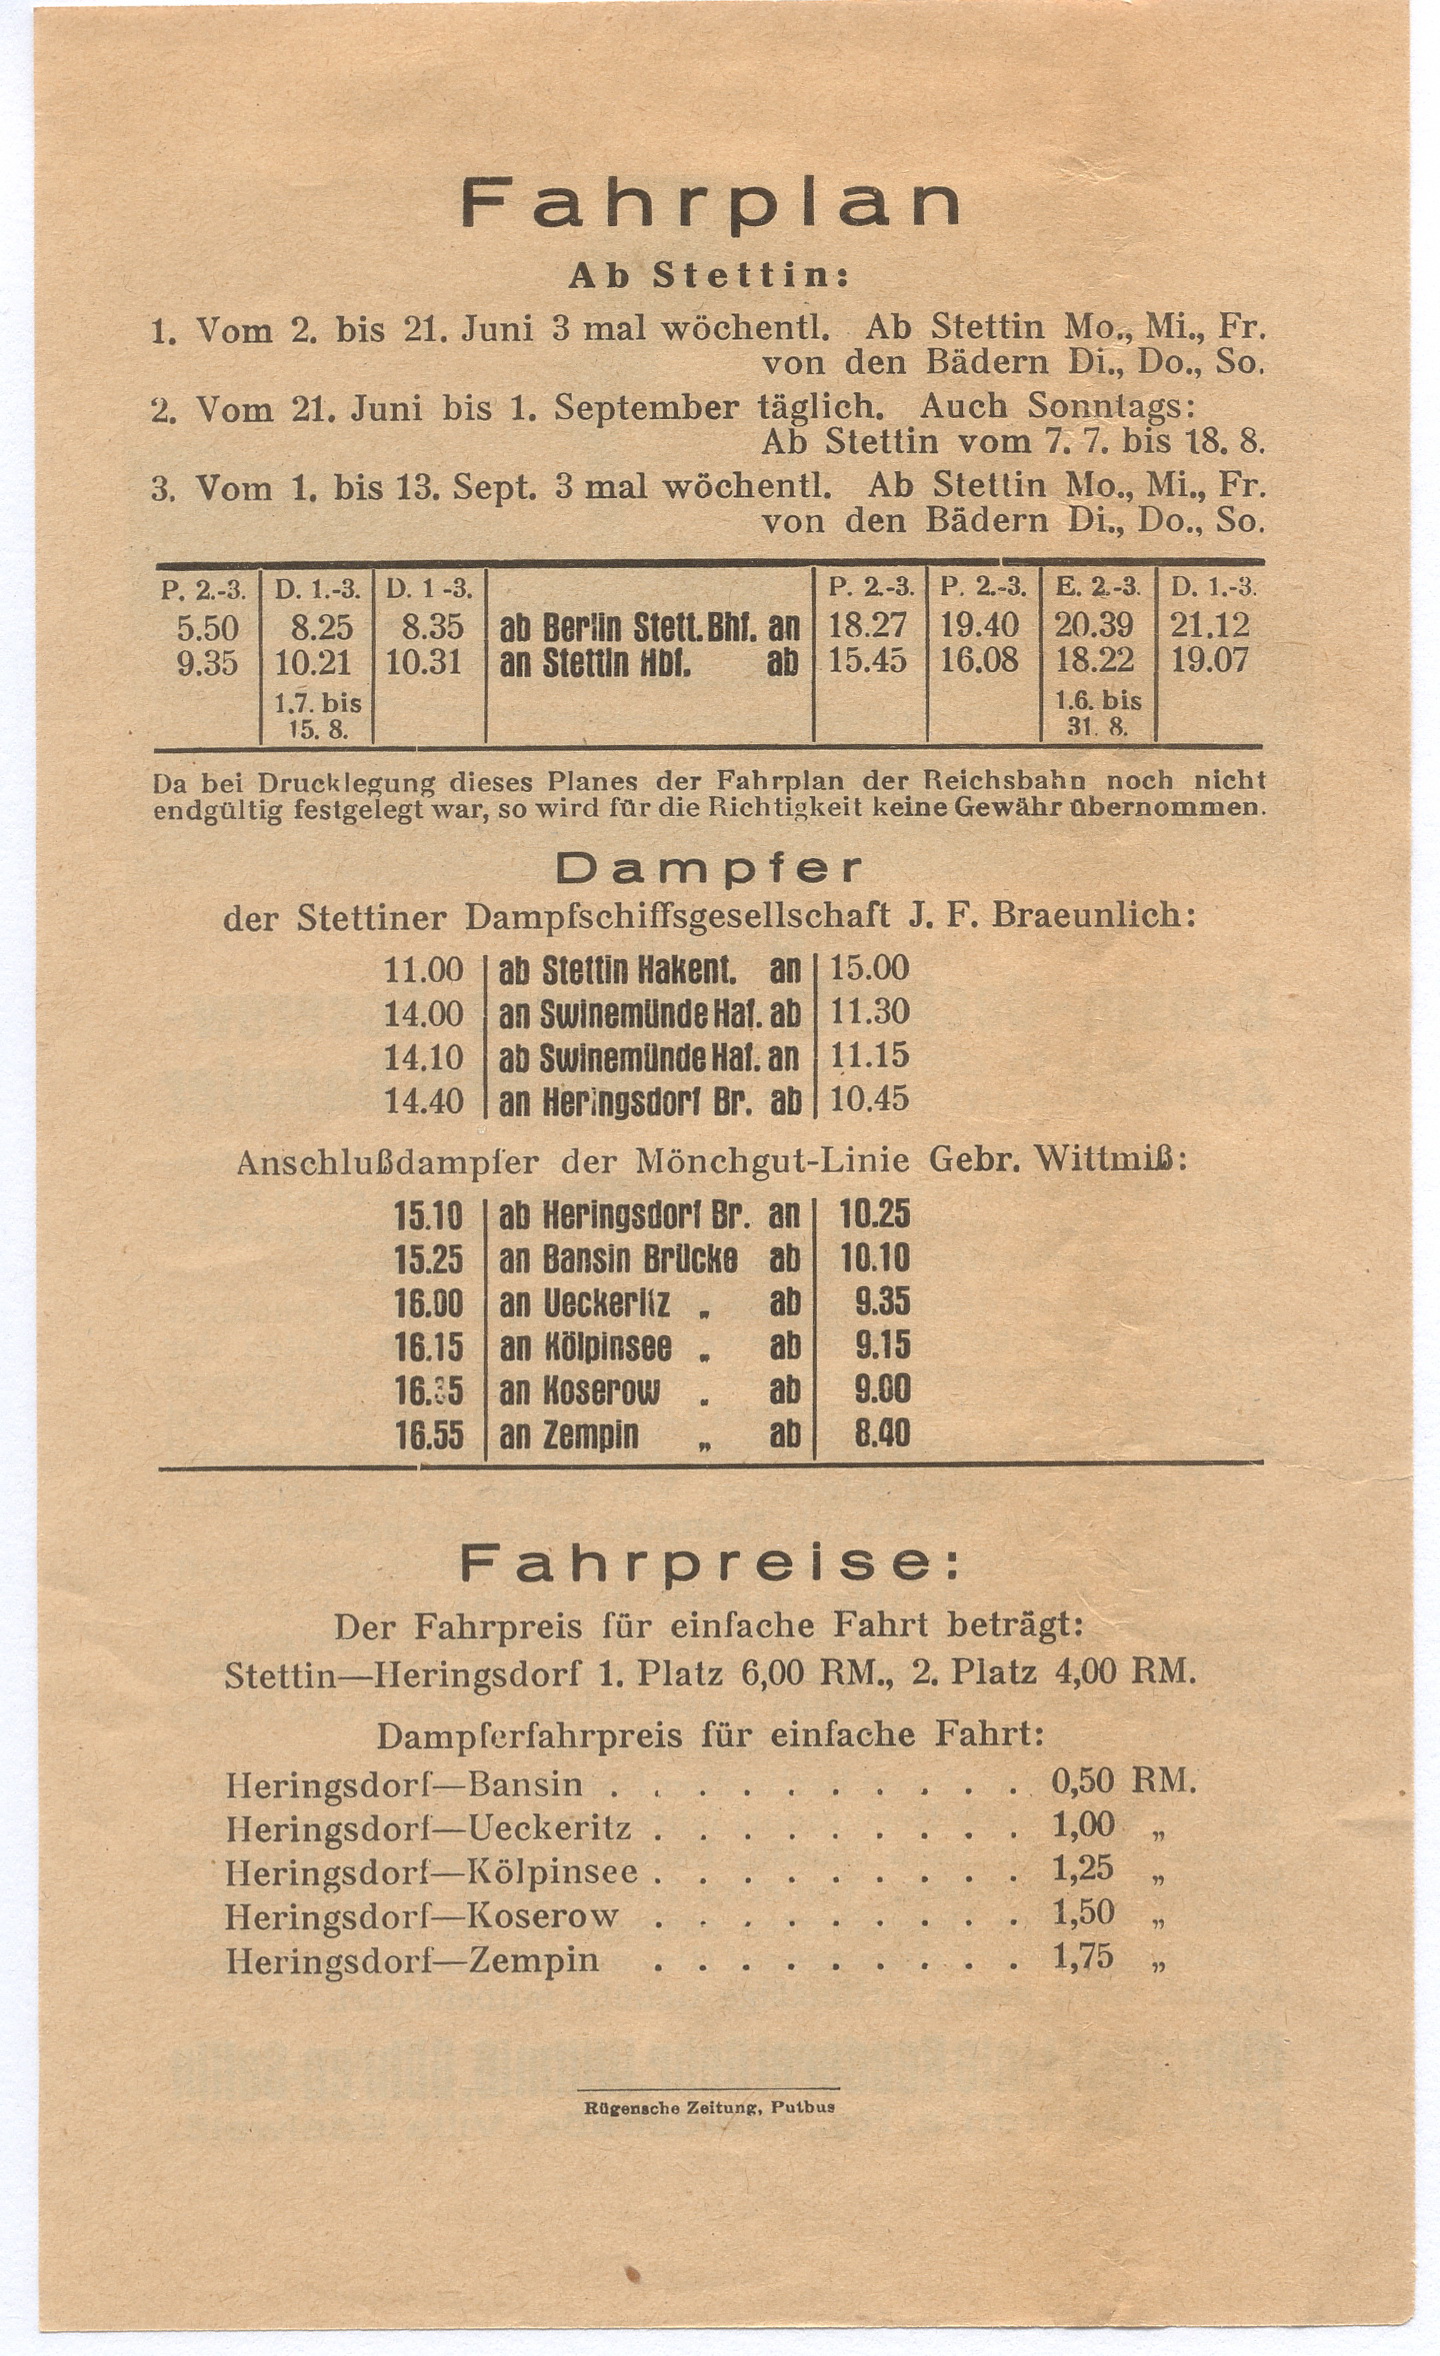 Fahrplan
Ab Stettin:
1. Vom 2. bis 21. Juni 3 mal wöchentl. Ab Stettin Mo., Mi., Fr.
von den Bädern Di., Do., So.
2. Vom 21. Juni bis 1. September täglich. Auch Sonntags:
Ab Stettin vom 7. 7. bis 18. 8.
3. Vom 1. bis 13. Sept. 3 mal wöchentl. Ab Stettin Mo., Mi., Fr.
von den Bädern Di., Do., So.
P. 2.-3. D. 1.-3. D. 1 -3. P. 2.-3. P. 2.-3. E. 2.-3. D. 1.-3.
5.50 8.25 8.35 ab Berlin Stett. Bhf. an 18.27 19.40 20.39 21.12
9.35 10.21 10.31 an Stettin Hbf. ab 15.45 16.08 18.22 19.07
1.7. bis 1.6. bis
15. 8. 31. 8.
Da bei Drucklegung dieses Planes der Fahrplan der Reichsbahn noch nicht
endgültig festgelegt war, so wird für die Richtigkeit keine Gewähr übernommen.
Dampfer
der Stettiner Dampfschiffsgesellschaft J. F. Braeunlich:
11.00 ab Stettin Hakent. an 15.00
14.00 an Swinemünde Haf. ab 11.30
14.10 ab Swinemünde Haf. an 11.15
14.40 an Heringsdorf Br. ab 10.45
Anschlußdampfer der Mönchgut-Linie Gebr. Wittmiß:
15.10 ab Heringsdorf Br. an 10.25
15.25 an Bansin Brücke ab 10.10
16.00 an Ueckeritz „ ab 9.35
16.15 an Kölpinsee „ ab 9.15
16.35 an Koserow „ ab 9.00
16.55 an Zempin „ ab 8.40
Fahrpreise:
Der Fahrpreis für einfache Fahrt beträgt:
Stettin—Heringsdorf 1. Platz 6,00 RM., 2. Platz 4,00 RM.
Dampferfahrpreis für einfache Fahrt:
Heringsdorf—Bansin . . . . . . . . . . 0,50 RM.
Heringsdorf—Ueckeritz . . . . . . . . . 1,00 „
Heringsdorf—Kölpinsee . . . . . . . . . 1,25 „
Heringsdorf—Koserow . . . . . . . . . 1,50 „
Heringsdorf—Zempin . . . . . . . . . 1,75 „
Rügensche Zeitung, Putbus